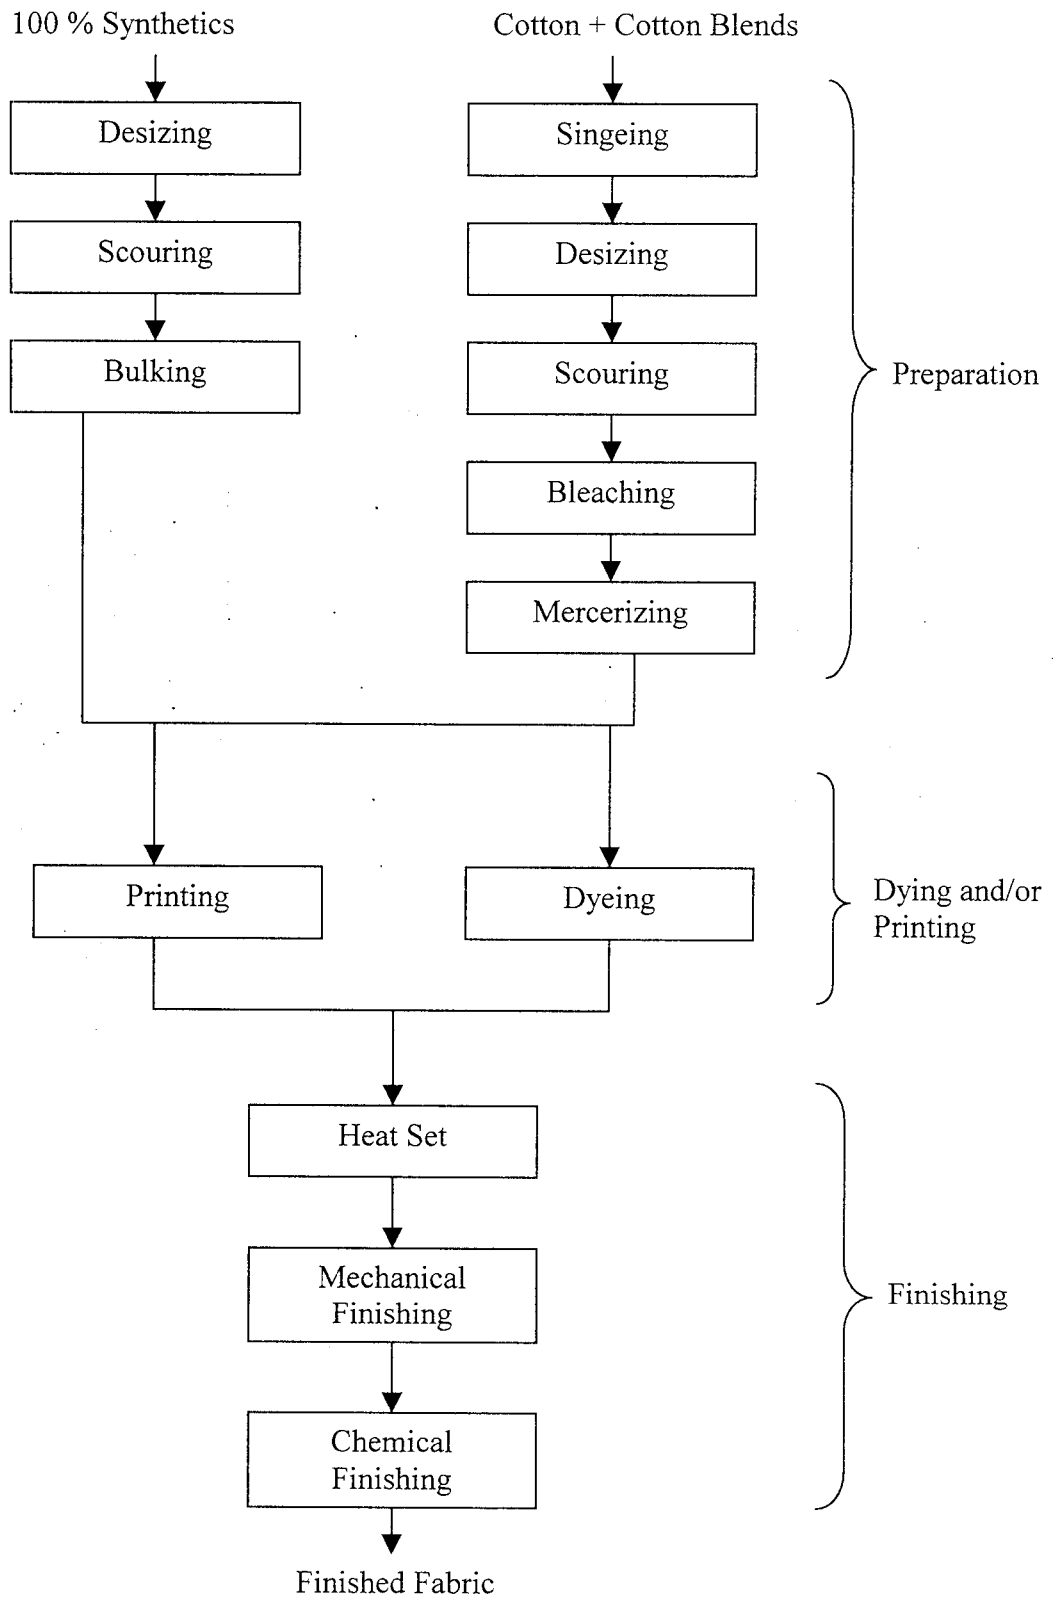 100 % Synthetics
Cotton + Cotton Blends
Desizing
Scouring
Bulking
Singeing
Desizing
Scouring
Bleaching
Mercerizing
Preparation
Printing
Dyeing
Dying and/or
Printing
Heat Set
Mechanical
Finishing
Chemical
Finishing
Finishing
Finished Fabric